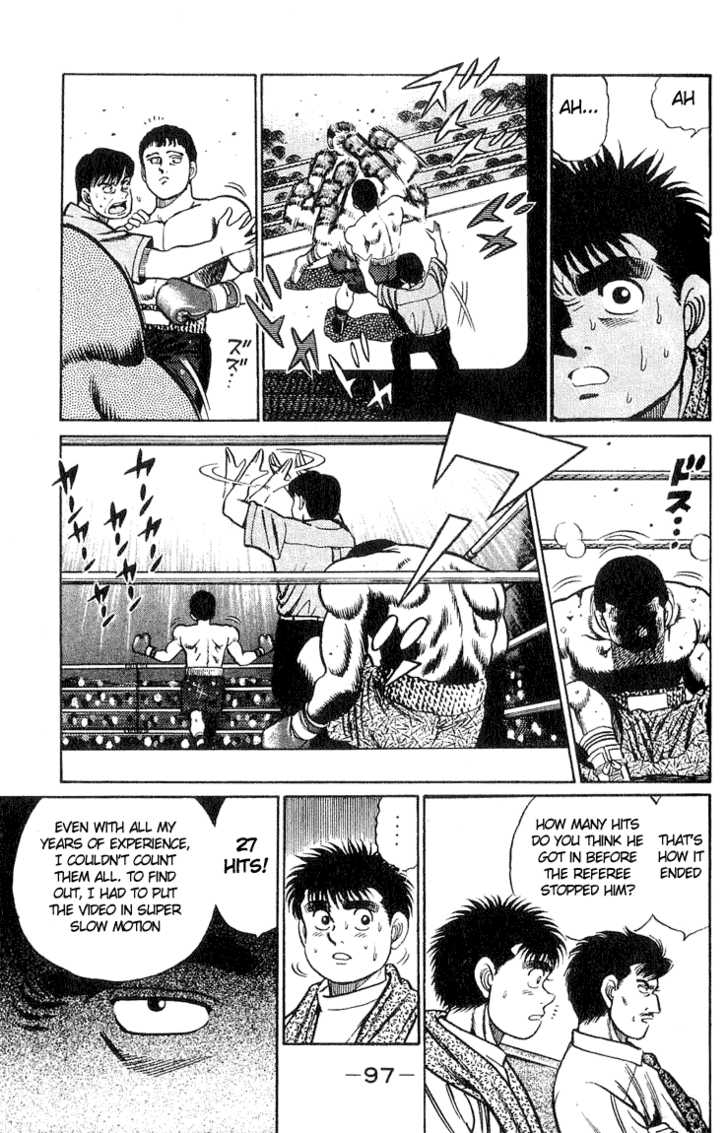 AH
AH...
ズ
ズ...
ドス...
THAT'S
HOW IT
ENDED
HOW MANY HITS
DO YOU THINK HE
GOT IN BEFORE
THE REFEREE
STOPPED HIM?
...
27
HITS!
EVEN WITH ALL MY
YEARS OF EXPERIENCE,
I COULDN'T COUNT
THEM ALL. TO FIND
OUT, I HAD TO PUT
THE VIDEO IN SUPER
SLOW MOTION
—97—